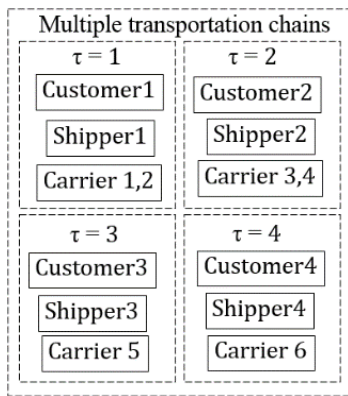 Multiple transportation chains
τ = 1
Customer1
Shipper1
Carrier 1,2
τ = 2
Customer2
Shipper2
Carrier 3,4
τ = 3
Customer3
Shipper3
Carrier 5
τ = 4
Customer4
Shipper4
Carrier 6